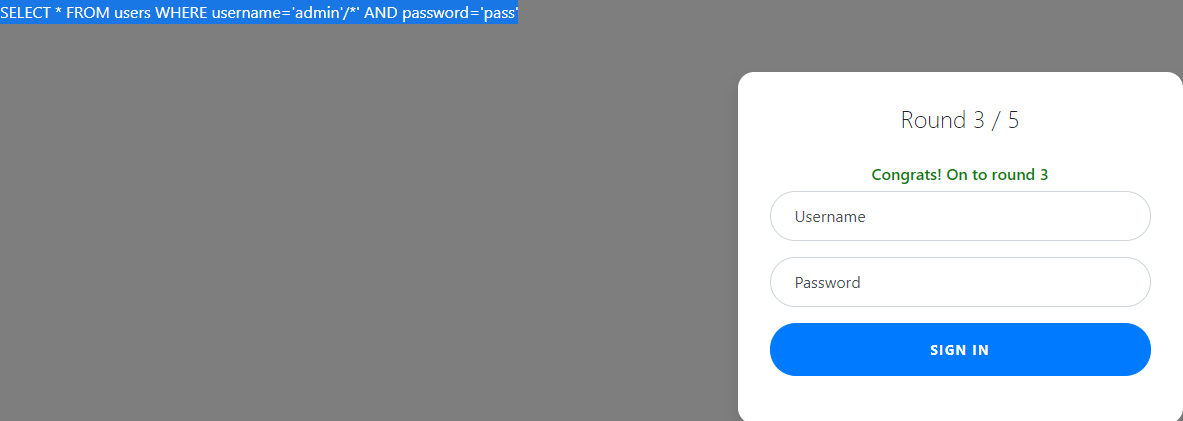 SELECT * FROM users WHERE username='admin'/*' AND password='pass'
Round 3 / 5
Congrats! On to round 3
Username
Password
SIGN IN